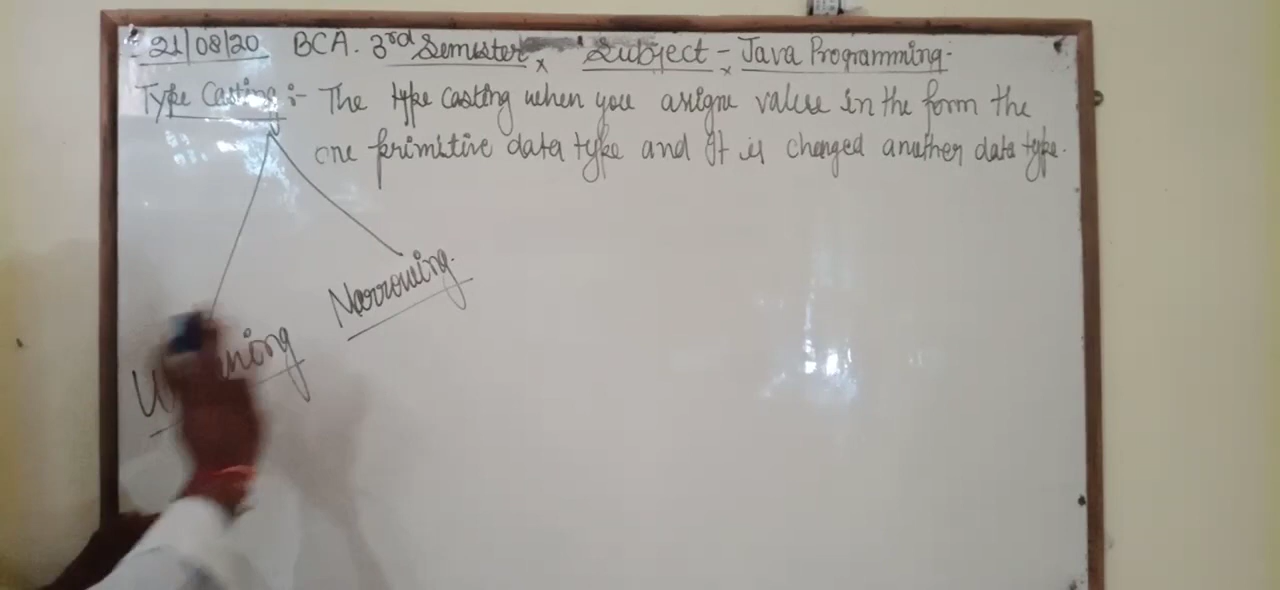 21/08/20 BCA. 3rd Semester Subject - Java Programming.
Type Casting :- The type casting when you assigne value in the form the
one primitive data type and It is changed another data type.
Narrowing.